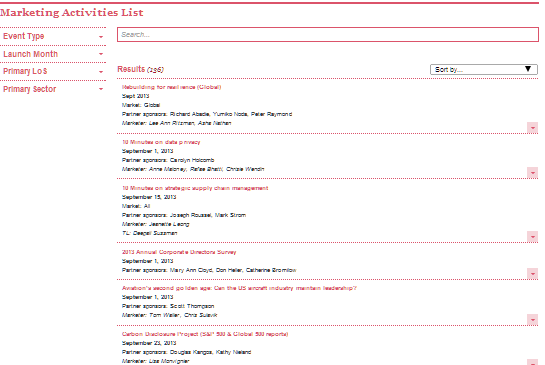 Marketing Activities List
Event Type
Launch Month
Primary LoS
Primary Sector
Search...
Results (136)
Sort by...
Rebuilding for resilience (Global)
Sept 2013
Market: Global
Partner sponsors: Richard Abadie, Yumiko Noda, Peter Raymond
Marketer: Lee Ann Ritzman, Asha Nathan
10 Minutes on data privacy
September 1, 2013
Partner sponsors: Carolyn Holcomb
Marketer: Anne Maloney, Rafae Bhatti, Christie Wendin
10 Minutes on strategic supply chain management
September 15, 2013
Market: All
Partner sponsors: Joseph Roussel, Mark Strom
Marketer: Jeanette Leong
TL: Deepali Sussman
2013 Annual Corporate Directors Survey
September 1, 2013
Partner sponsors: Mary Ann Cloyd, Don Keller, Catherine Bromilow
Aviation's second golden age: Can the US aircraft industry maintain leadership?
September 1, 2013
Partner sponsors: Scott Thompson
Marketer: Tom Waller, Chris Sulavik
Carbon Disclosure Project (S&P 500 & Global 500 reports)
September 23, 2013
Partner sponsors: Douglas Kangos, Kathy Nieland
Marketer: Lisa